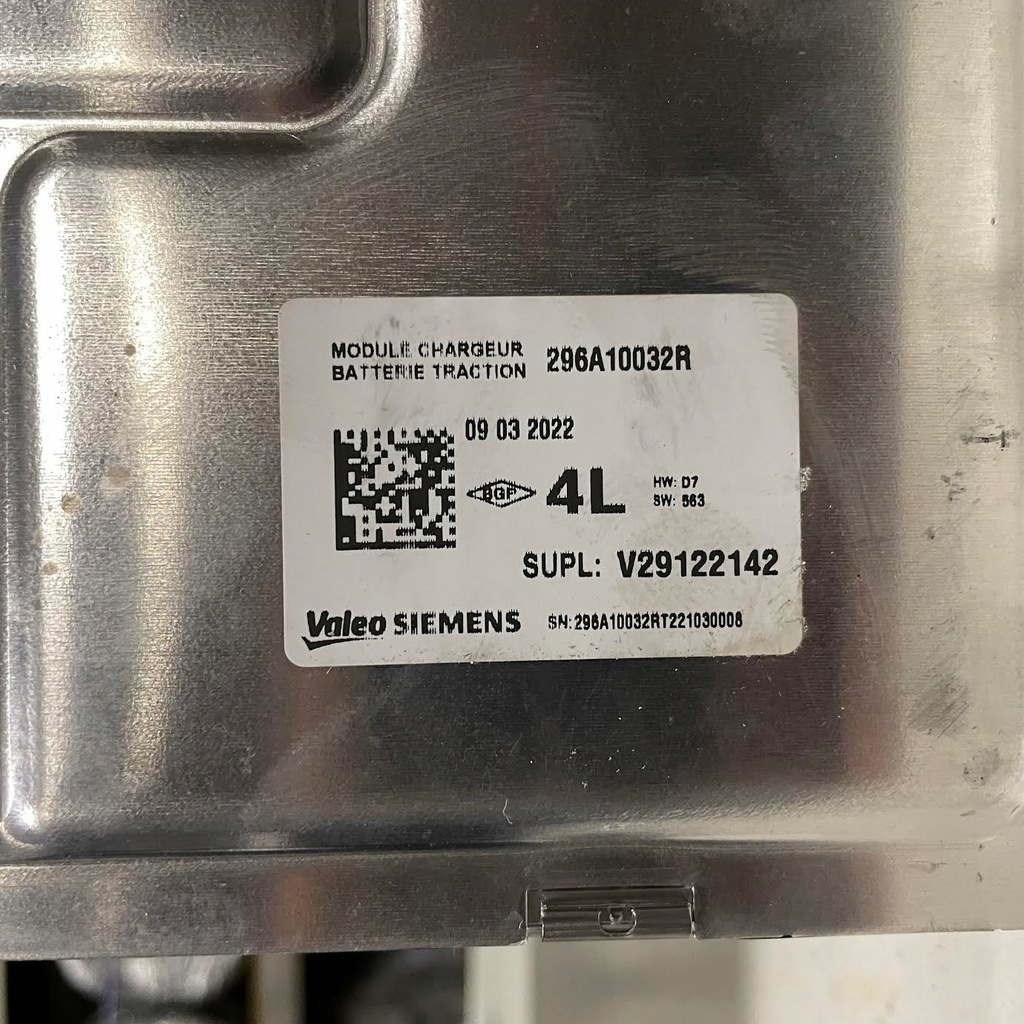 MODULE CHARGEUR
BATTERIE TRACTION
296A10032R
09 03 2022
BGF
4L
HW: D7
SW: 563
SUPL: V29122142
Valeo SIEMENS
SN:296A10032RT221030008